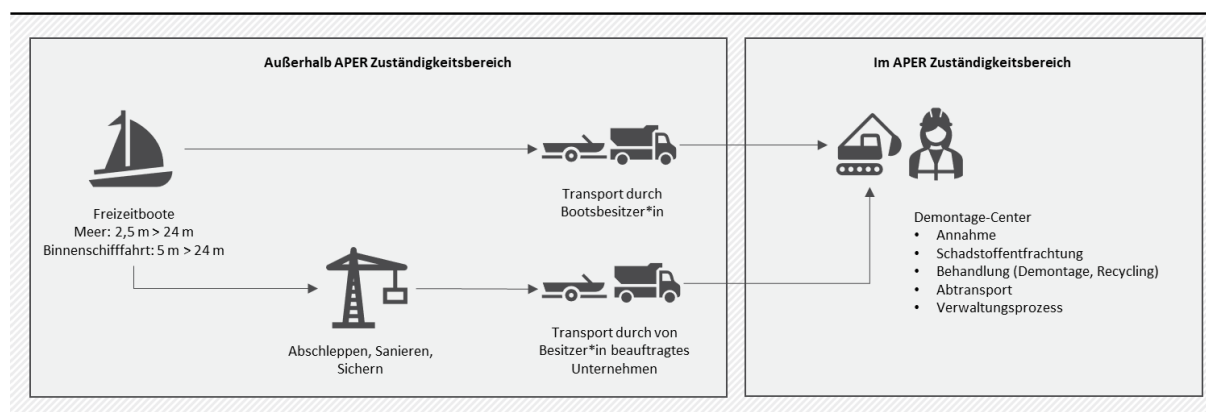 Außerhalb APER Zuständigkeitsbereich
Freizeitboote
Meer: 2,5 m > 24 m
Binnenschifffahrt: 5 m > 24 m
Transport durch
Bootsbesitzer*in
Abschleppen, Sanieren,
Sichern
Transport durch von
Besitzer*in beauftragtes
Unternehmen
Im APER Zuständigkeitsbereich
Demontage-Center
• Annahme
• Schadstoffentfrachtung
• Behandlung (Demontage, Recycling)
• Abtransport
• Verwaltungsprozess